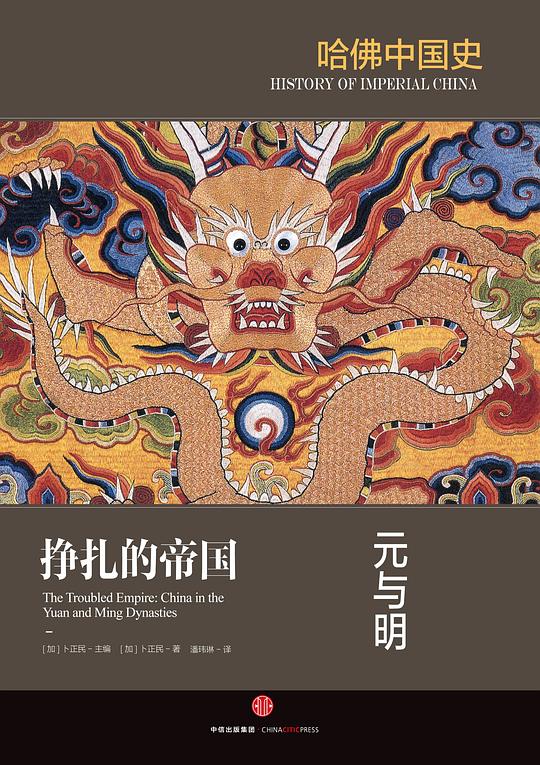 哈佛中国史
HISTORY OF IMPERIAL CHINA
挣扎的帝国
元与明
The Troubled Empire: China in the
Yuan and Ming Dynasties
[加] 卜正民 – 主编 [加] 卜正民 – 著 潘玮琳 – 译
中信出版集团 · CHINACITICPRESS